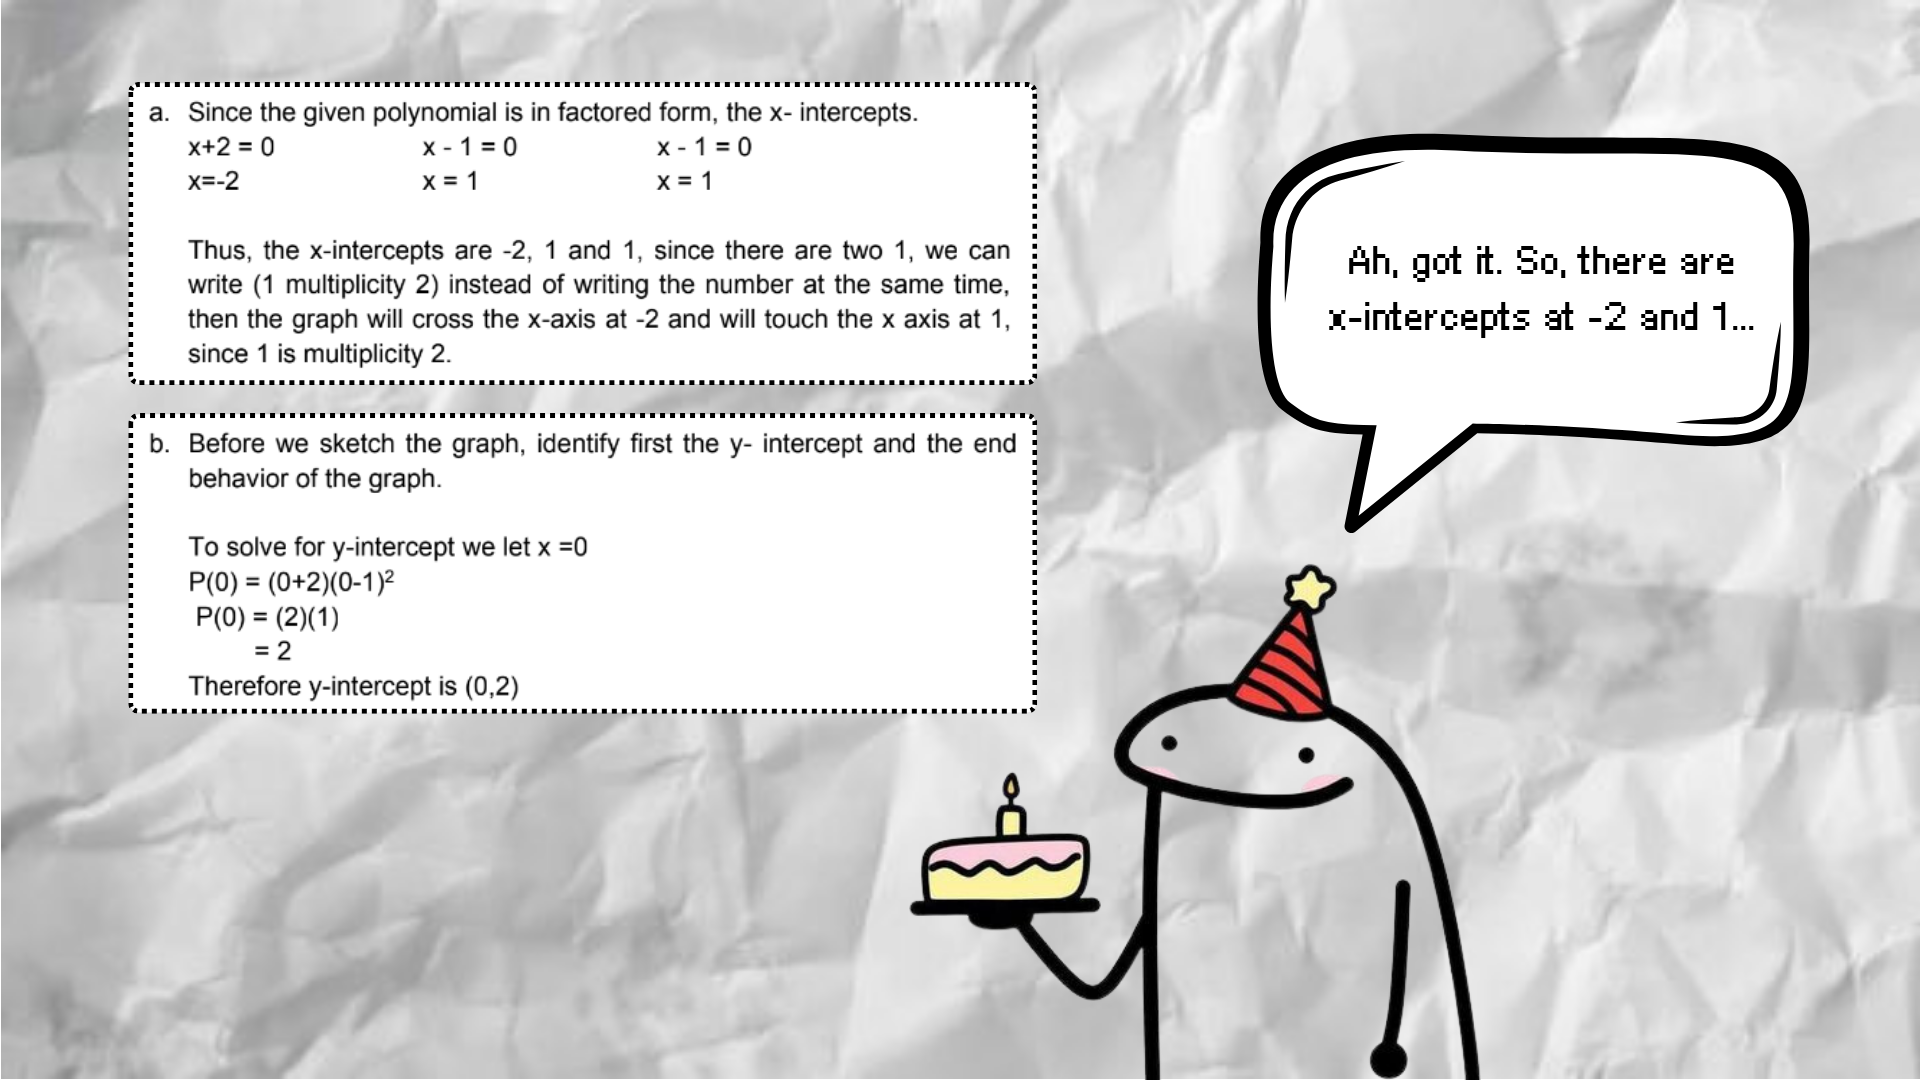 a. Since the given polynomial is in factored form, the x- intercepts.
x+2 = 0 x - 1 = 0 x - 1 = 0
x=-2 x = 1 x = 1
Thus, the x-intercepts are -2, 1 and 1, since there are two 1, we can
write (1 multiplicity 2) instead of writing the number at the same time,
then the graph will cross the x-axis at -2 and will touch the x axis at 1,
since 1 is multiplicity 2.
b. Before we sketch the graph, identify first the y- intercept and the end
behavior of the graph.
To solve for y-intercept we let x =0
P(0) = (0+2)(0-1)²
P(0) = (2)(1)
= 2
Therefore y-intercept is (0,2)
Ah, got it. So, there are
x-intercepts at -2 and 1...